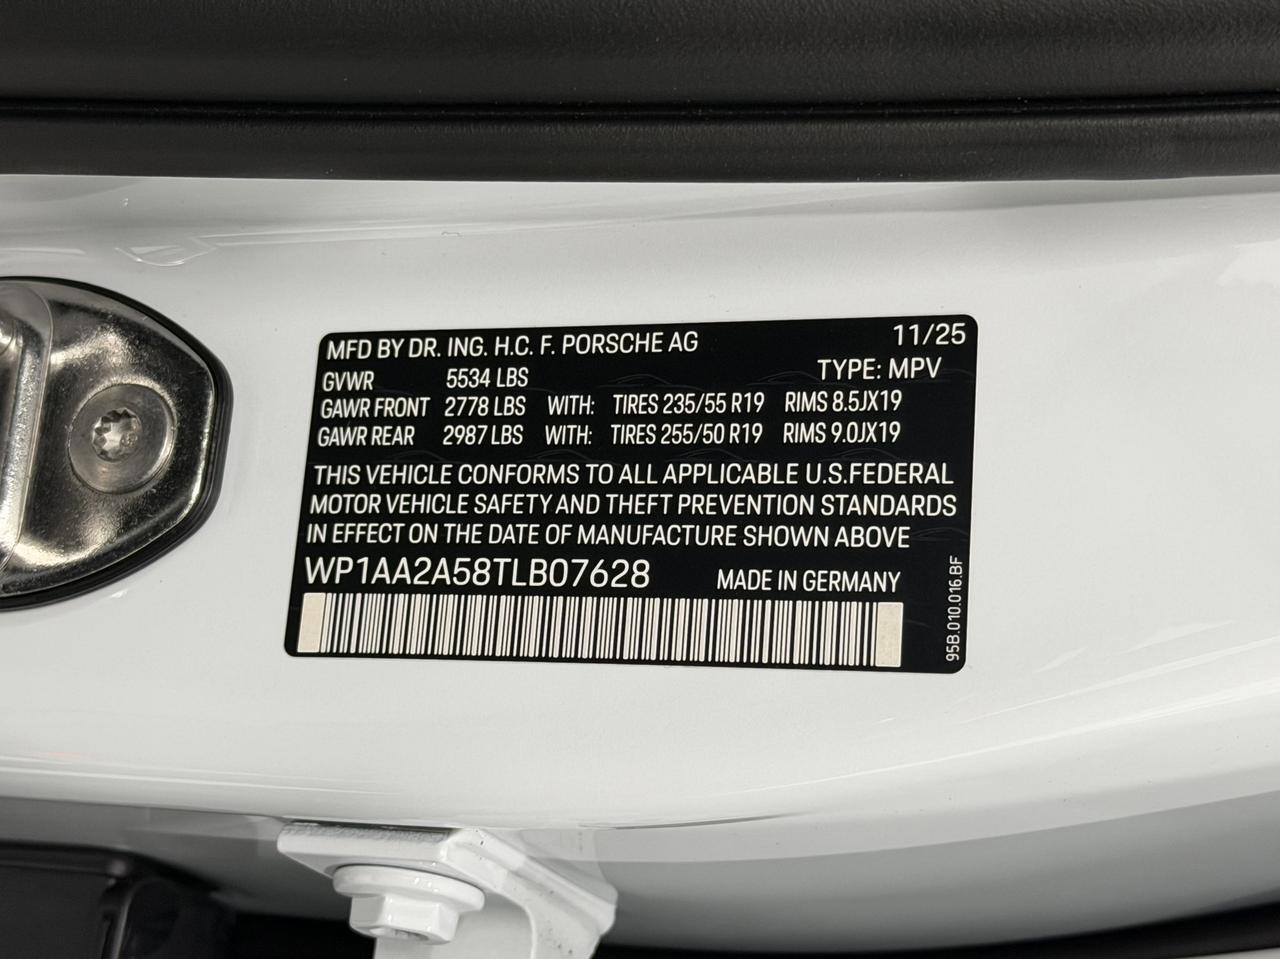 MFD BY DR. ING. H.C. F. PORSCHE AG 11/25
GVWR 5534 LBS TYPE: MPV
GAWR FRONT 2778 LBS WITH: TIRES 235/55 R19 RIMS 8.5JX19
GAWR REAR 2987 LBS WITH: TIRES 255/50 R19 RIMS 9.0JX19
THIS VEHICLE CONFORMS TO ALL APPLICABLE U.S.FEDERAL
MOTOR VEHICLE SAFETY AND THEFT PREVENTION STANDARDS
IN EFFECT ON THE DATE OF MANUFACTURE SHOWN ABOVE
WP1AA2A58TLB07628 MADE IN GERMANY
95B.010.016.BF